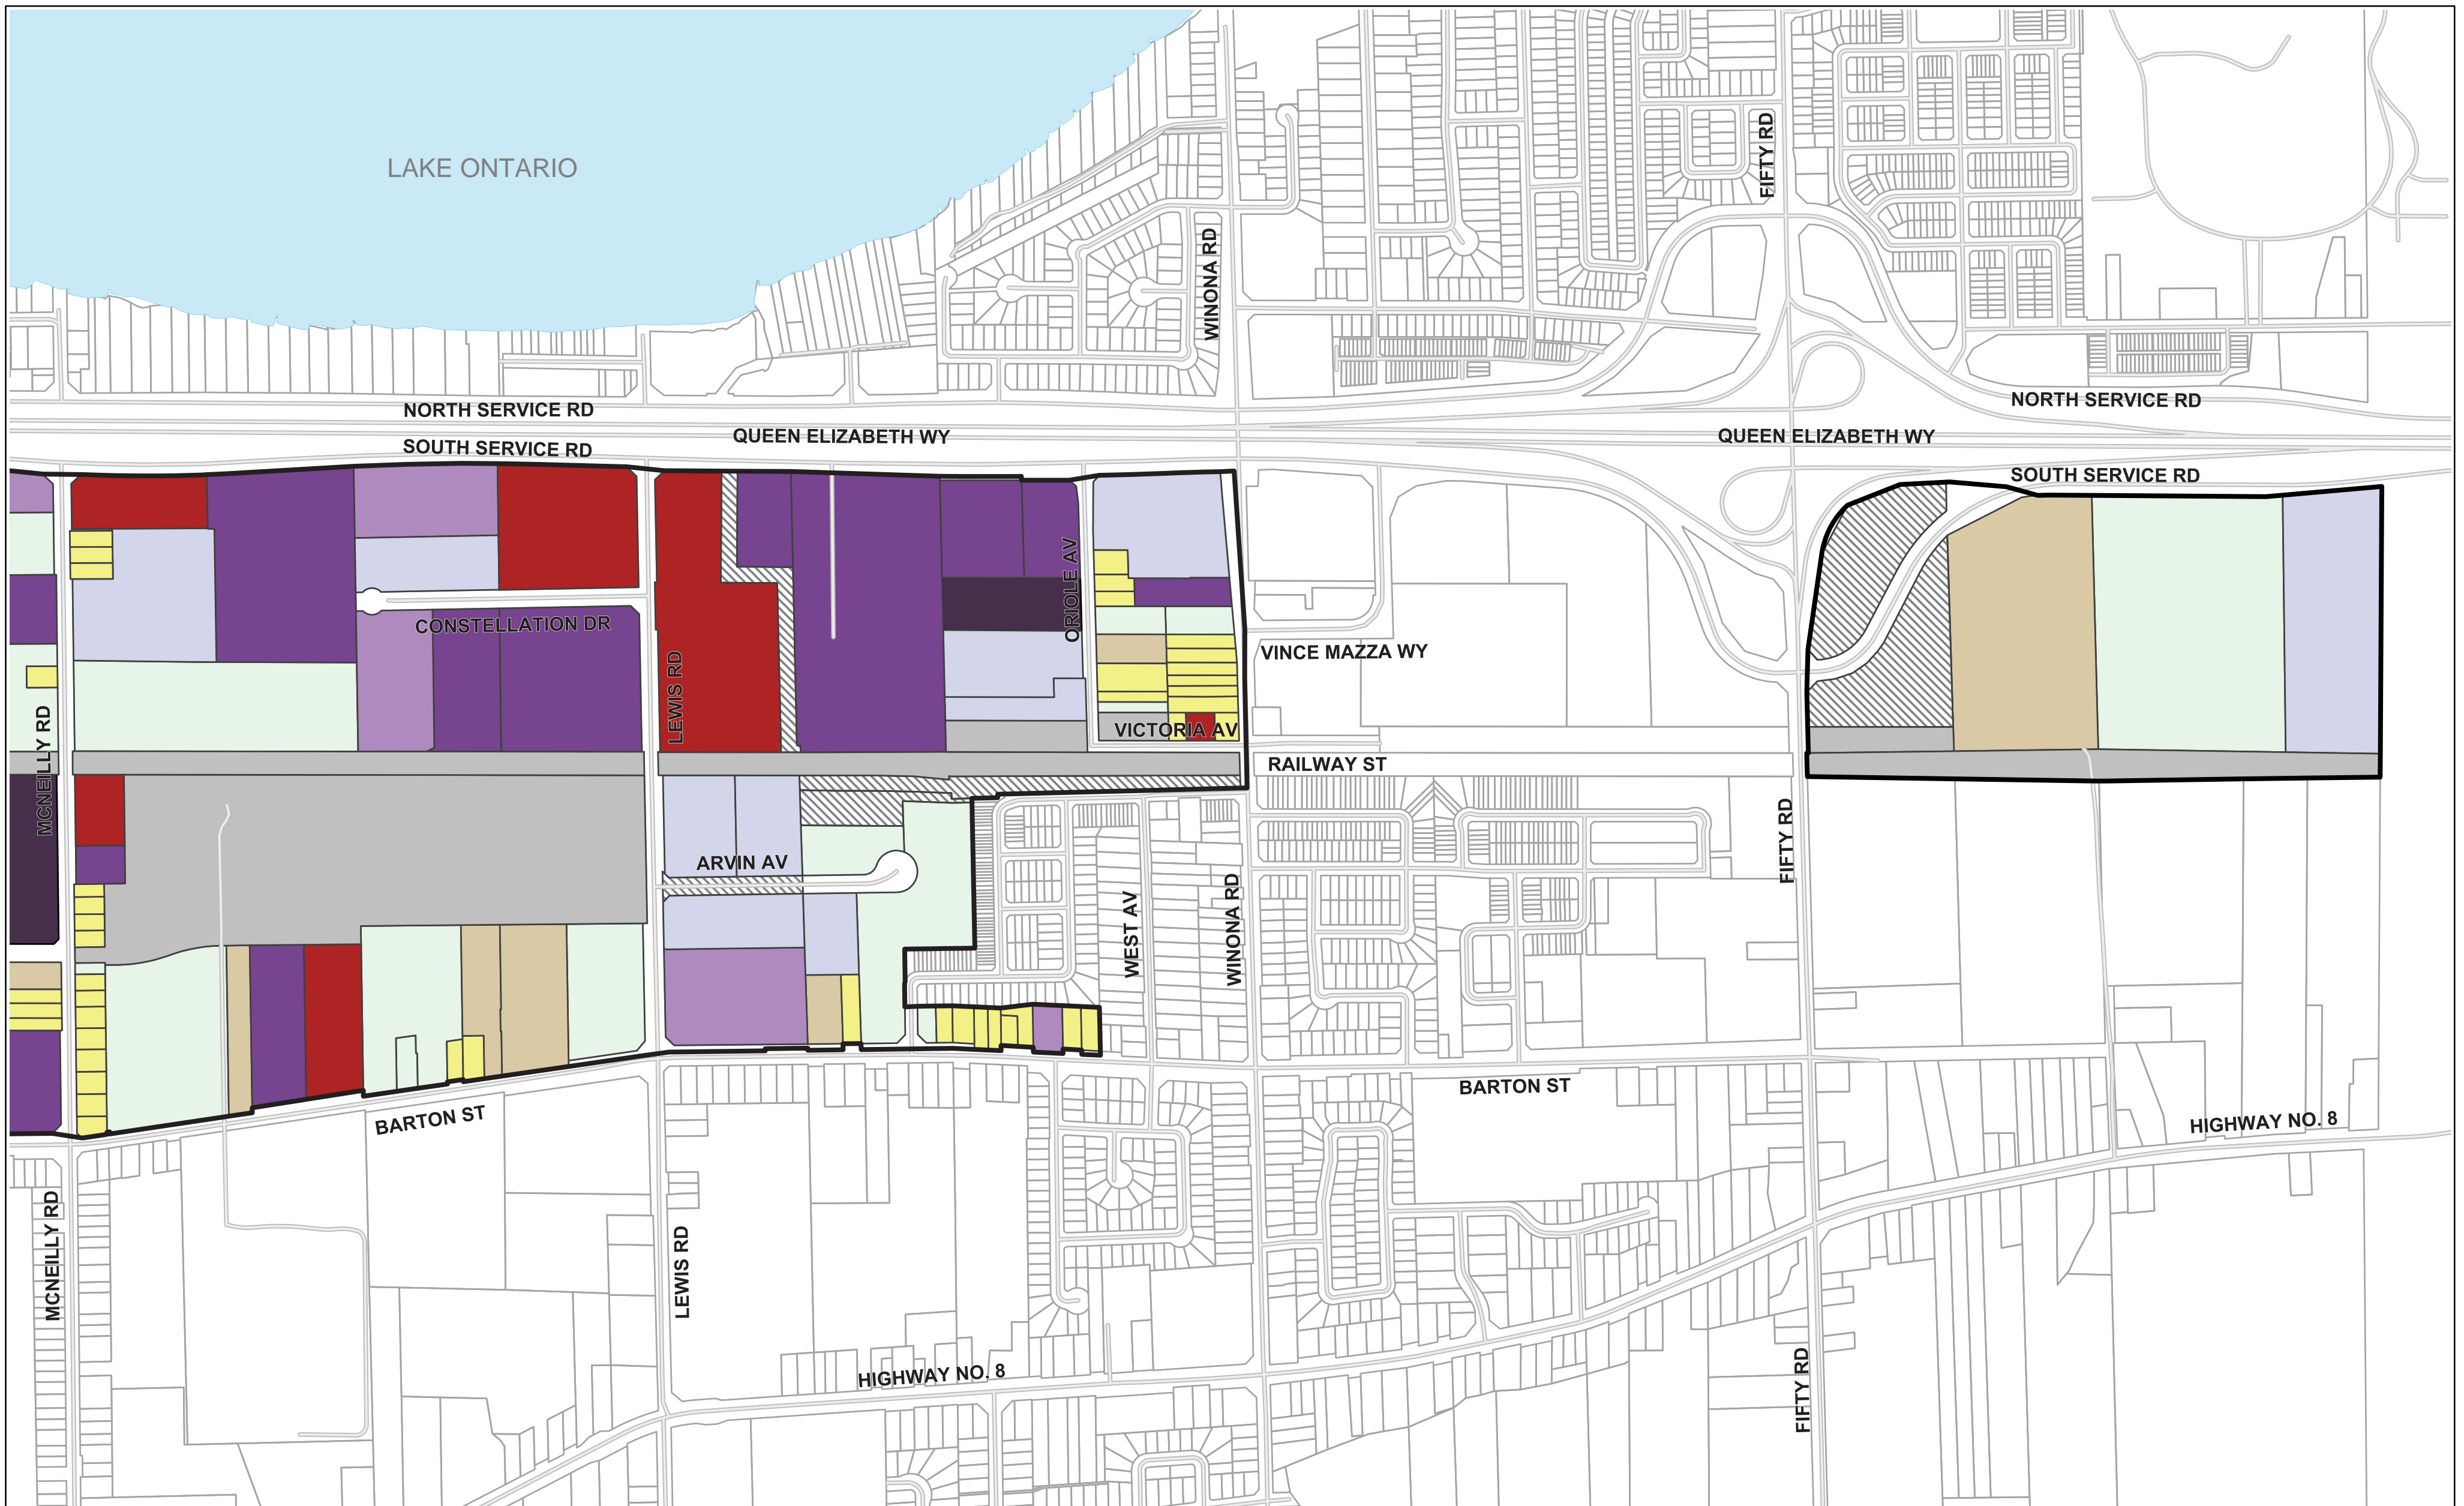 LAKE ONTARIO
FIFTY RD
WINONA RD
NORTH SERVICE RD
NORTH SERVICE RD
QUEEN ELIZABETH WY
QUEEN ELIZABETH WY
SOUTH SERVICE RD
SOUTH SERVICE RD
ORIOLE AV
CONSTELLATION DR
VINCE MAZZA WY
LEWIS RD
MCNEILLY RD
VICTORIA AV
RAILWAY ST
FIFTY RD
ARVIN AV
WEST AV
WINONA RD
BARTON ST
BARTON ST
HIGHWAY NO. 8
MCNEILLY RD
LEWIS RD
HIGHWAY NO. 8
FIFTY RD